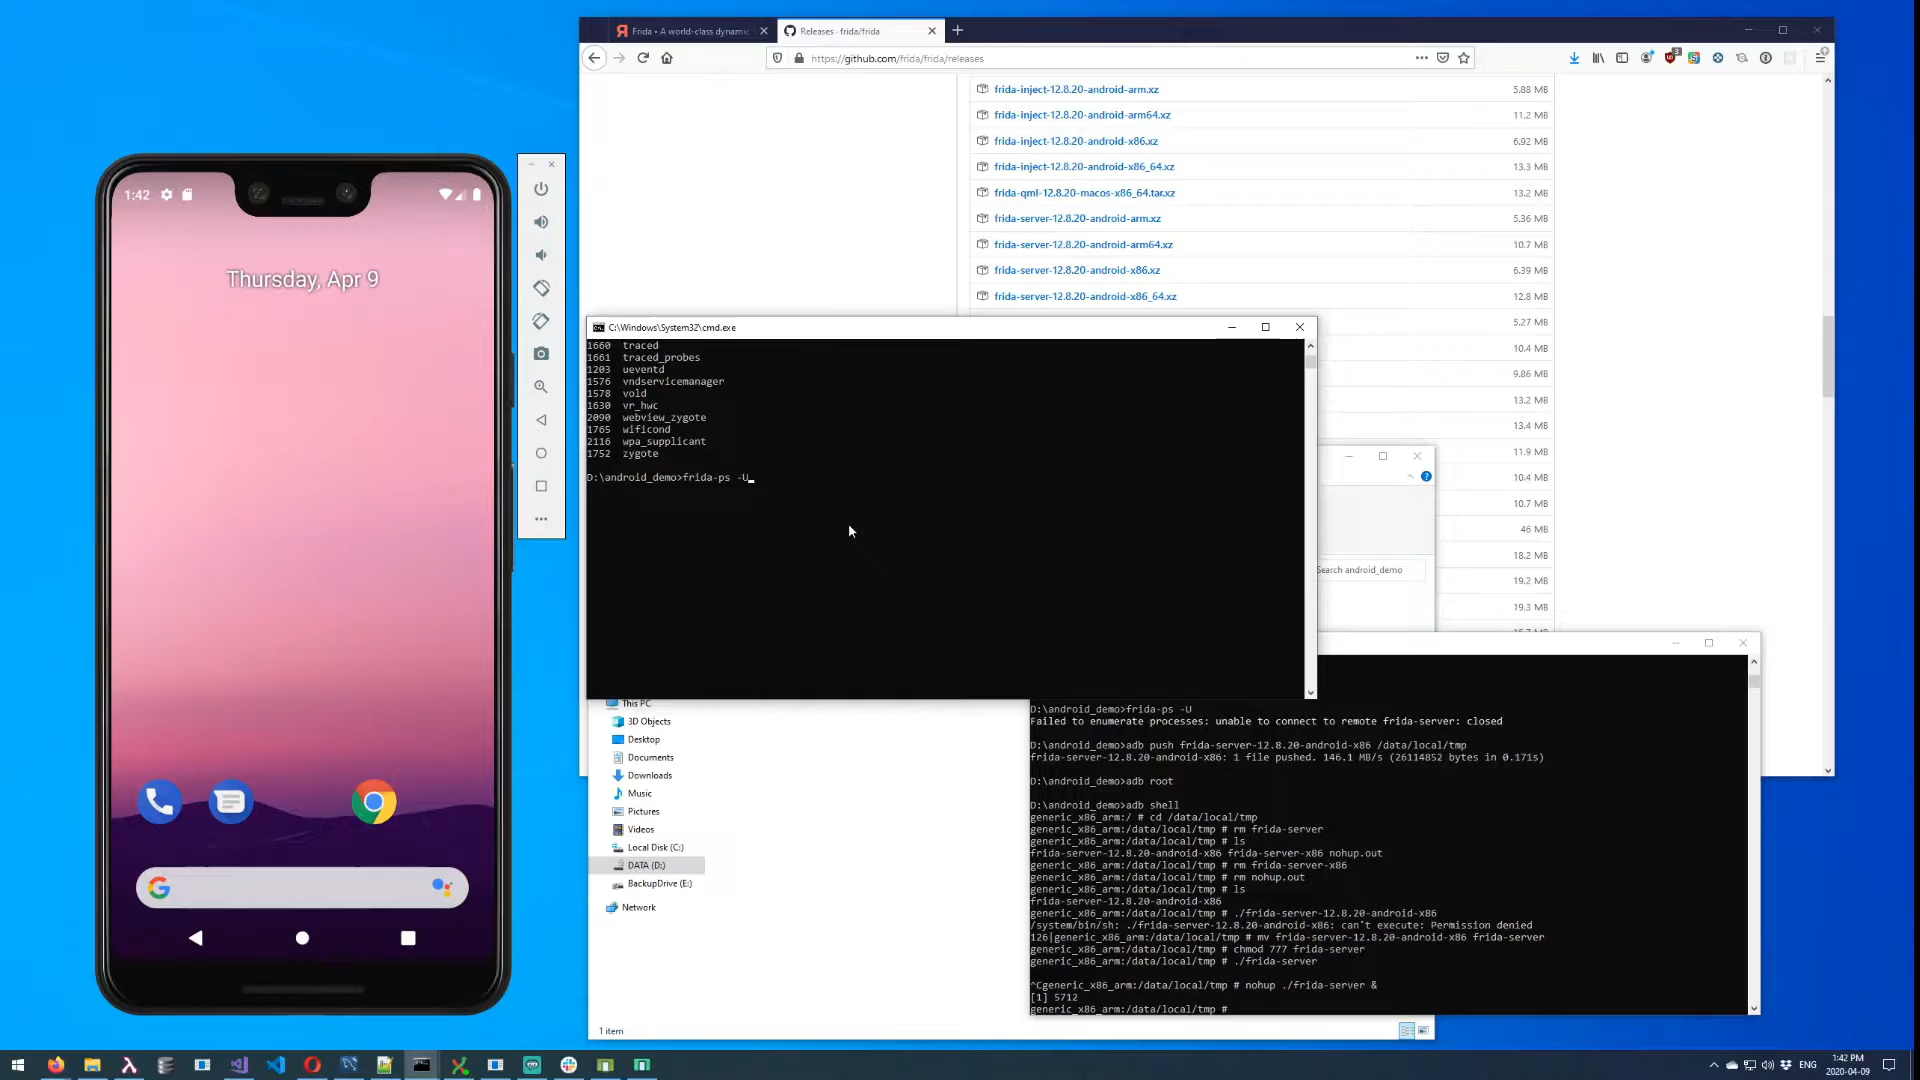 Frida • A world-class dynamic
Releases · frida/frida
https://github.com/frida/frida/releases
frida-inject-12.8.20-android-arm.xz 5.88 MB
frida-inject-12.8.20-android-arm64.xz 11.2 MB
frida-inject-12.8.20-android-x86.xz 6.92 MB
frida-inject-12.8.20-android-x86_64.xz 13.3 MB
frida-qml-12.8.20-macos-x86_64.tar.xz 13.2 MB
frida-server-12.8.20-android-arm.xz 5.36 MB
frida-server-12.8.20-android-arm64.xz 10.7 MB
frida-server-12.8.20-android-x86.xz 6.39 MB
frida-server-12.8.20-android-x86_64.xz 12.8 MB
5.27 MB
10.4 MB
9.86 MB
13.2 MB
13.4 MB
11.9 MB
10.4 MB
10.7 MB
46 MB
18.2 MB
19.2 MB
19.3 MB
1:42
Thursday, Apr 9
C:\Windows\System32\cmd.exe
1660 traced
1661 traced_probes
1203 ueventd
1576 vndservicemanager
1578 vold
1630 vr_hwc
2090 webview_zygote
1765 wificond
2116 wpa_supplicant
1752 zygote
D:\android_demo>frida-ps -U_
Search android_demo
This PC
3D Objects
Desktop
Documents
Downloads
Music
Pictures
Videos
Local Disk (C:)
DATA (D:)
BackupDrive (E:)
Network
1 item
D:\android_demo>frida-ps -U
Failed to enumerate processes: unable to connect to remote frida-server: closed
D:\android_demo>adb push frida-server-12.8.20-android-x86 /data/local/tmp
frida-server-12.8.20-android-x86: 1 file pushed. 146.1 MB/s (26114852 bytes in 0.171s)
D:\android_demo>adb root
D:\android_demo>adb shell
generic_x86_arm:/ # cd /data/local/tmp
generic_x86_arm:/data/local/tmp # rm frida-server
generic_x86_arm:/data/local/tmp # ls
frida-server-12.8.20-android-x86 frida-server-x86 nohup.out
generic_x86_arm:/data/local/tmp # rm frida-server-x86
generic_x86_arm:/data/local/tmp # rm nohup.out
generic_x86_arm:/data/local/tmp # ls
frida-server-12.8.20-android-x86
generic_x86_arm:/data/local/tmp # ./frida-server-12.8.20-android-x86
/system/bin/sh: ./frida-server-12.8.20-android-x86: can't execute: Permission denied
126|generic_x86_arm:/data/local/tmp # mv frida-server-12.8.20-android-x86 frida-server
generic_x86_arm:/data/local/tmp # chmod 777 frida-server
generic_x86_arm:/data/local/tmp # ./frida-server
^Cgeneric_x86_arm:/data/local/tmp # nohup ./frida-server &
[1] 5712
generic_x86_arm:/data/local/tmp #
ENG
1:42 PM
2020-04-09